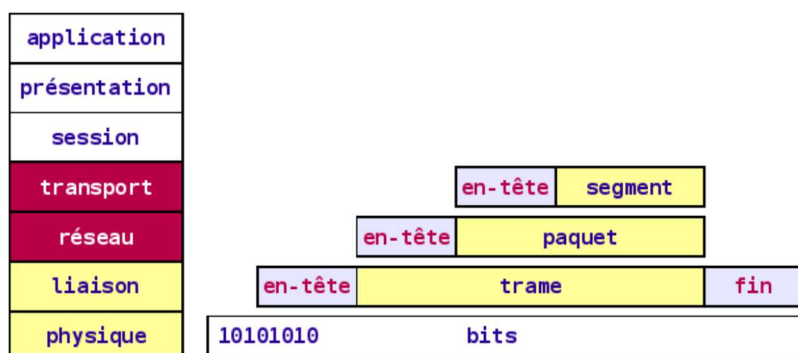 application
présentation
session
transport en-tête segment
réseau en-tête paquet
liaison en-tête trame fin
physique 10101010 bits